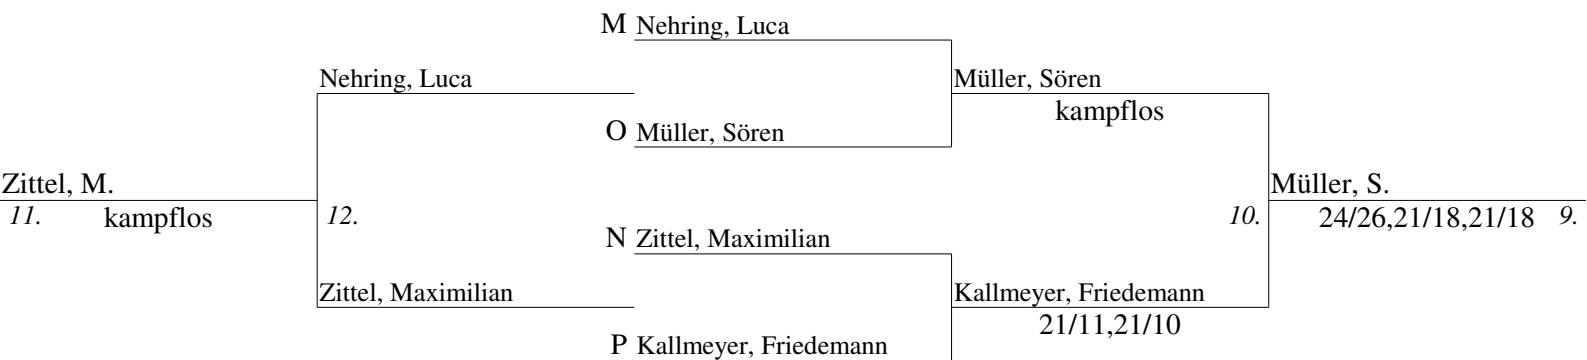 M Nehring, Luca
Nehring, Luca
Müller, Sören
kampflos
O Müller, Sören
Zittel, M.
Müller, S.
11. kampflos
12.
10.
24/26,21/18,21/18 9.
N Zittel, Maximilian
Zittel, Maximilian
Kallmeyer, Friedemann
21/11,21/10
P Kallmeyer, Friedemann